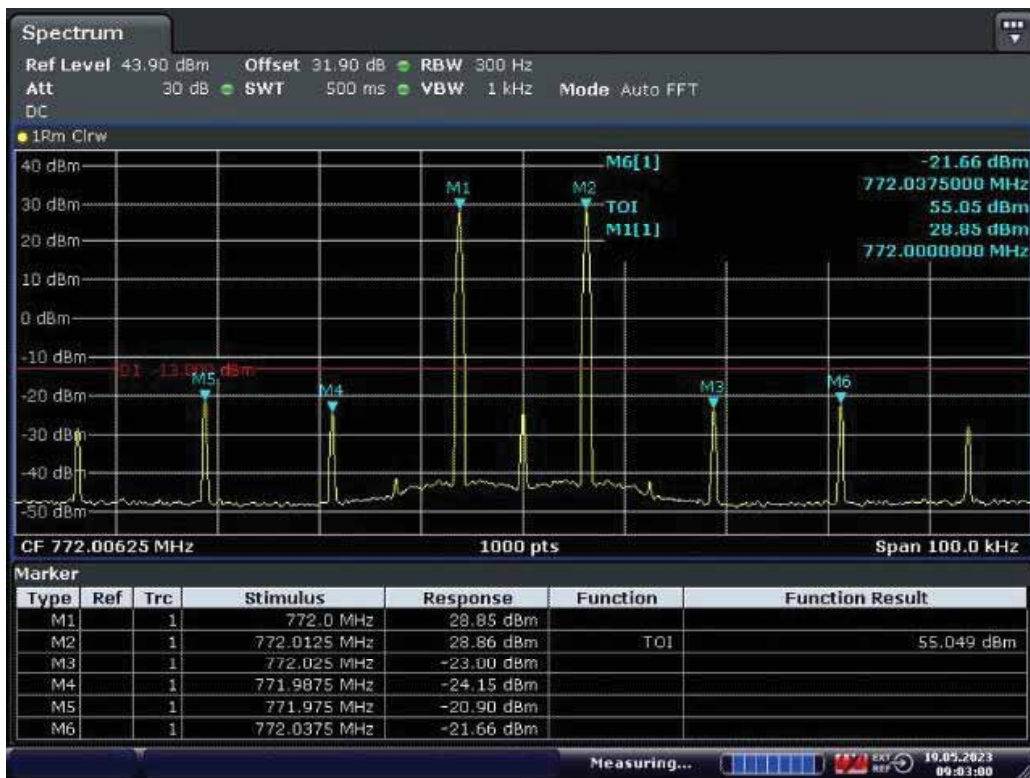 Spectrum
Ref Level 43.90 dBm Offset 31.90 dB RBW 300 Hz
Att 30 dB SWT 500 ms VBW 1 kHz Mode Auto FFT
DC
1Rm Clrw
40 dBm
M6[1] -21.66 dBm
772.0375000 MHz
M1 M2
30 dBm
TOI 55.05 dBm
M1[1] 28.85 dBm
20 dBm
772.0000000 MHz
10 dBm
0 dBm
-10 dBm
D1 -13.000 dBm
M5 M4 M3 M6
-20 dBm
-30 dBm
-40 dBm
-50 dBm
CF 772.00625 MHz 1000 pts Span 100.0 kHz
Marker
Type Ref Trc Stimulus Response Function Function Result
M1 1 772.0 MHz 28.85 dBm
M2 1 772.0125 MHz 28.86 dBm TOI 55.049 dBm
M3 1 772.025 MHz -23.00 dBm
M4 1 771.9875 MHz -24.15 dBm
M5 1 771.975 MHz -20.90 dBm
M6 1 772.0375 MHz -21.66 dBm
Measuring... EXT REF 19.05.2023
09:03:00